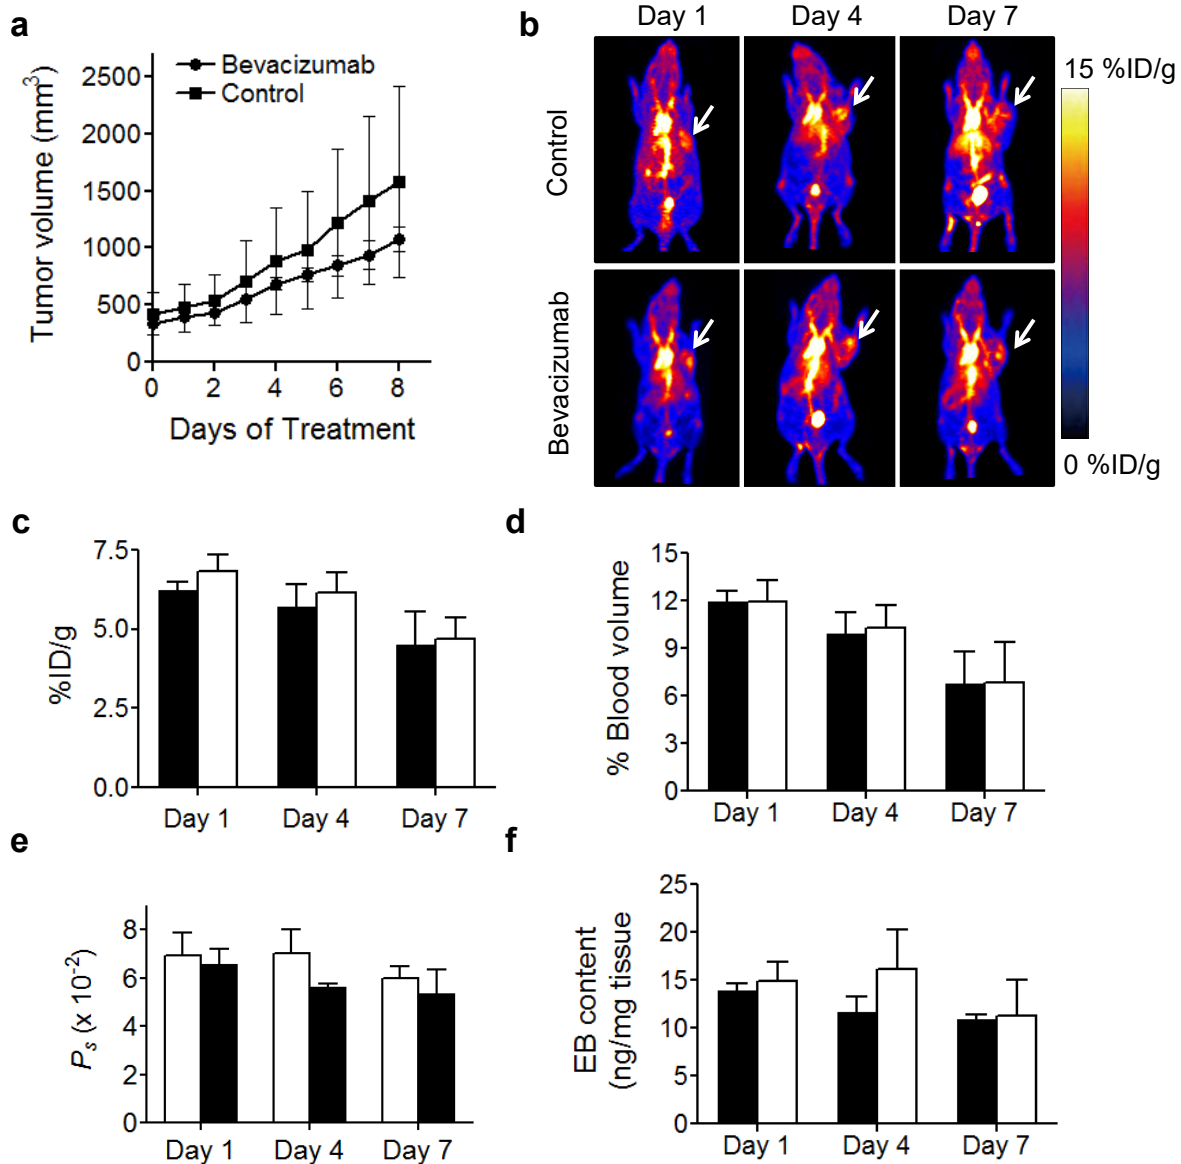 a
Tumor volume (mm³)
2500
2000
1500
1000
500
0
Bevacizumab
Control
0 2 4 6 8
Days of Treatment
b
Day 1 Day 4 Day 7
Control
Bevacizumab
15 %ID/g
0 %ID/g
c
%ID/g
7.5
5.0
2.5
0.0
Day 1 Day 4 Day 7
d
% Blood volume
15
12
9
6
3
0
Day 1 Day 4 Day 7
e
Pₛ (x 10⁻²)
8
6
4
2
0
Day 1 Day 4 Day 7
f
EB content
(ng/mg tissue)
25
20
15
10
5
0
Day 1 Day 4 Day 7